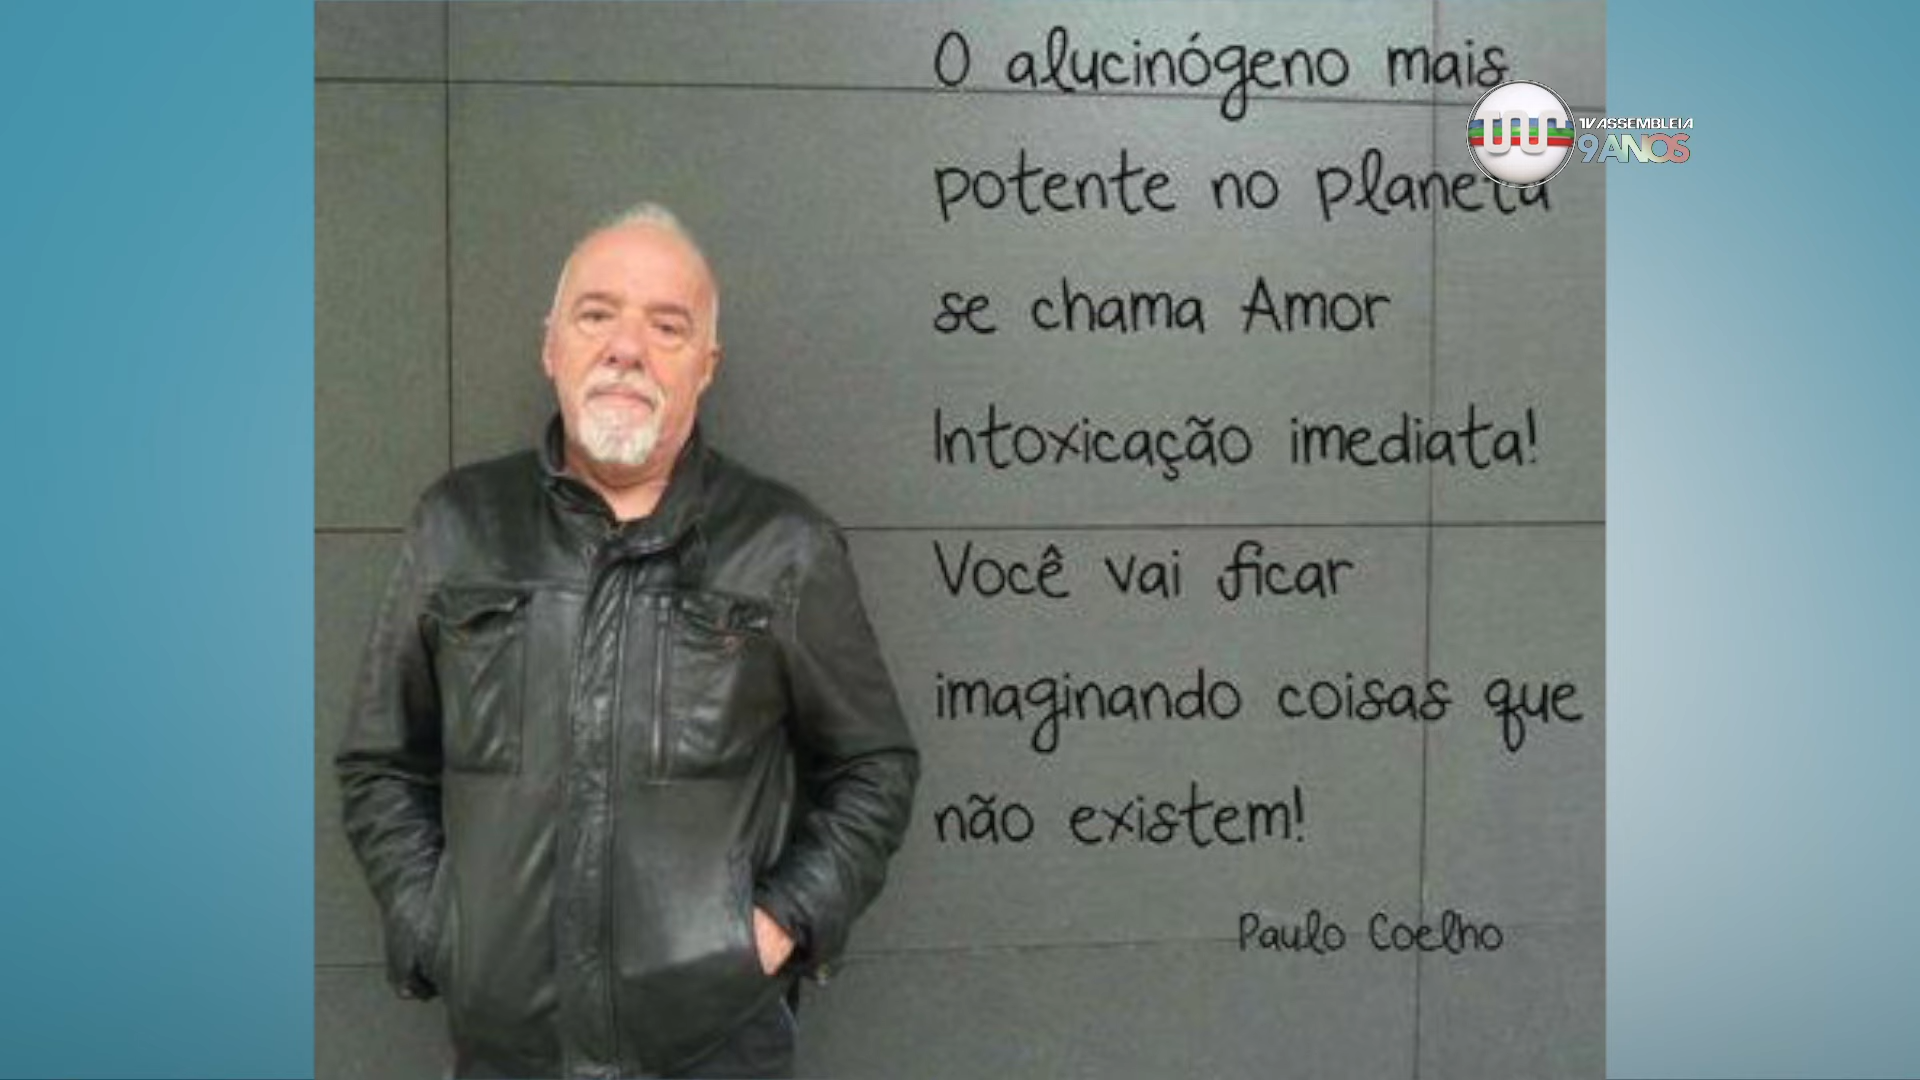 O alucinógeno mais
potente no planeta
se chama Amor
Intoxicação imediata!
Você vai ficar
imaginando coisas que
não existem!
Paulo Coelho
TV ASSEMBLEIA
9 ANOS